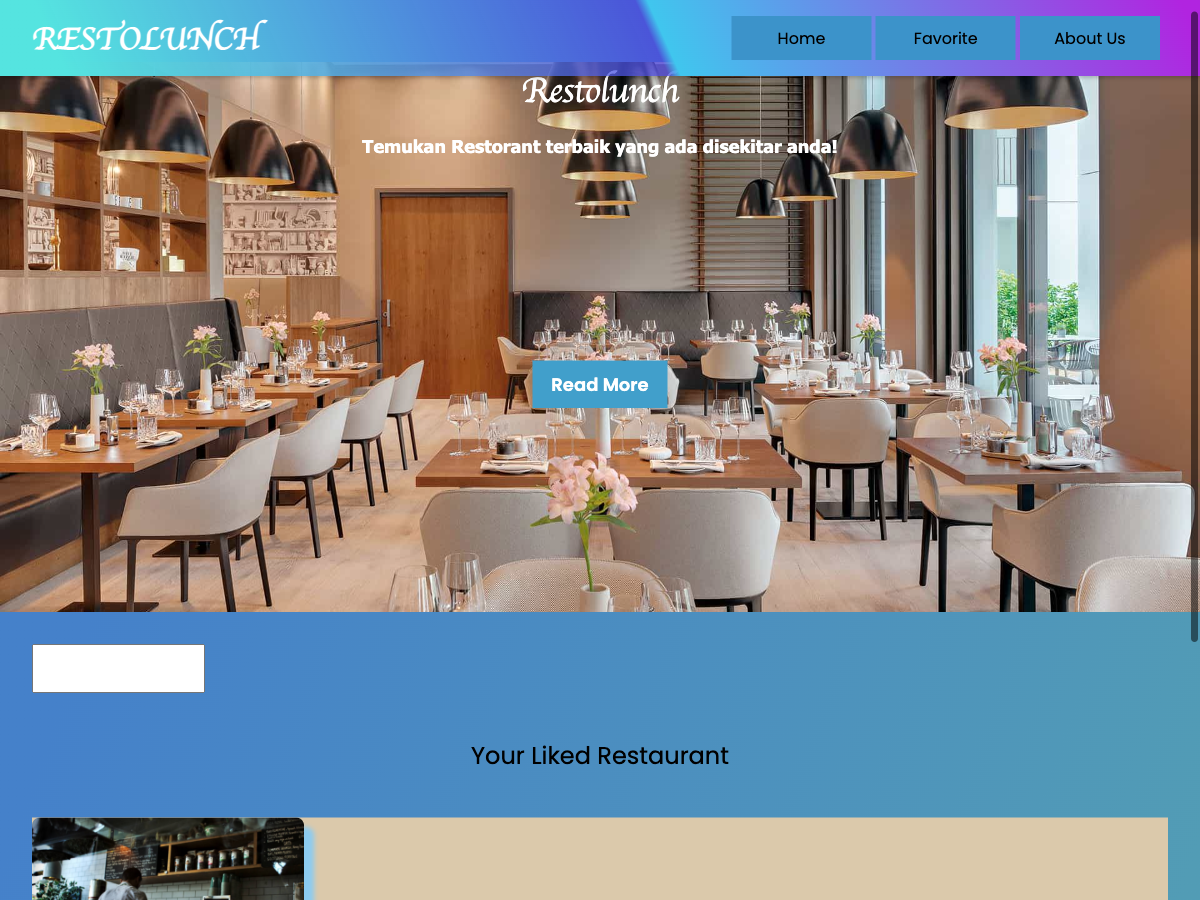 RESTOLUNCH
Home
Favorite
About Us
Restolunch
Temukan Restorant terbaik yang ada disekitar anda!
Read More
Your Liked Restaurant